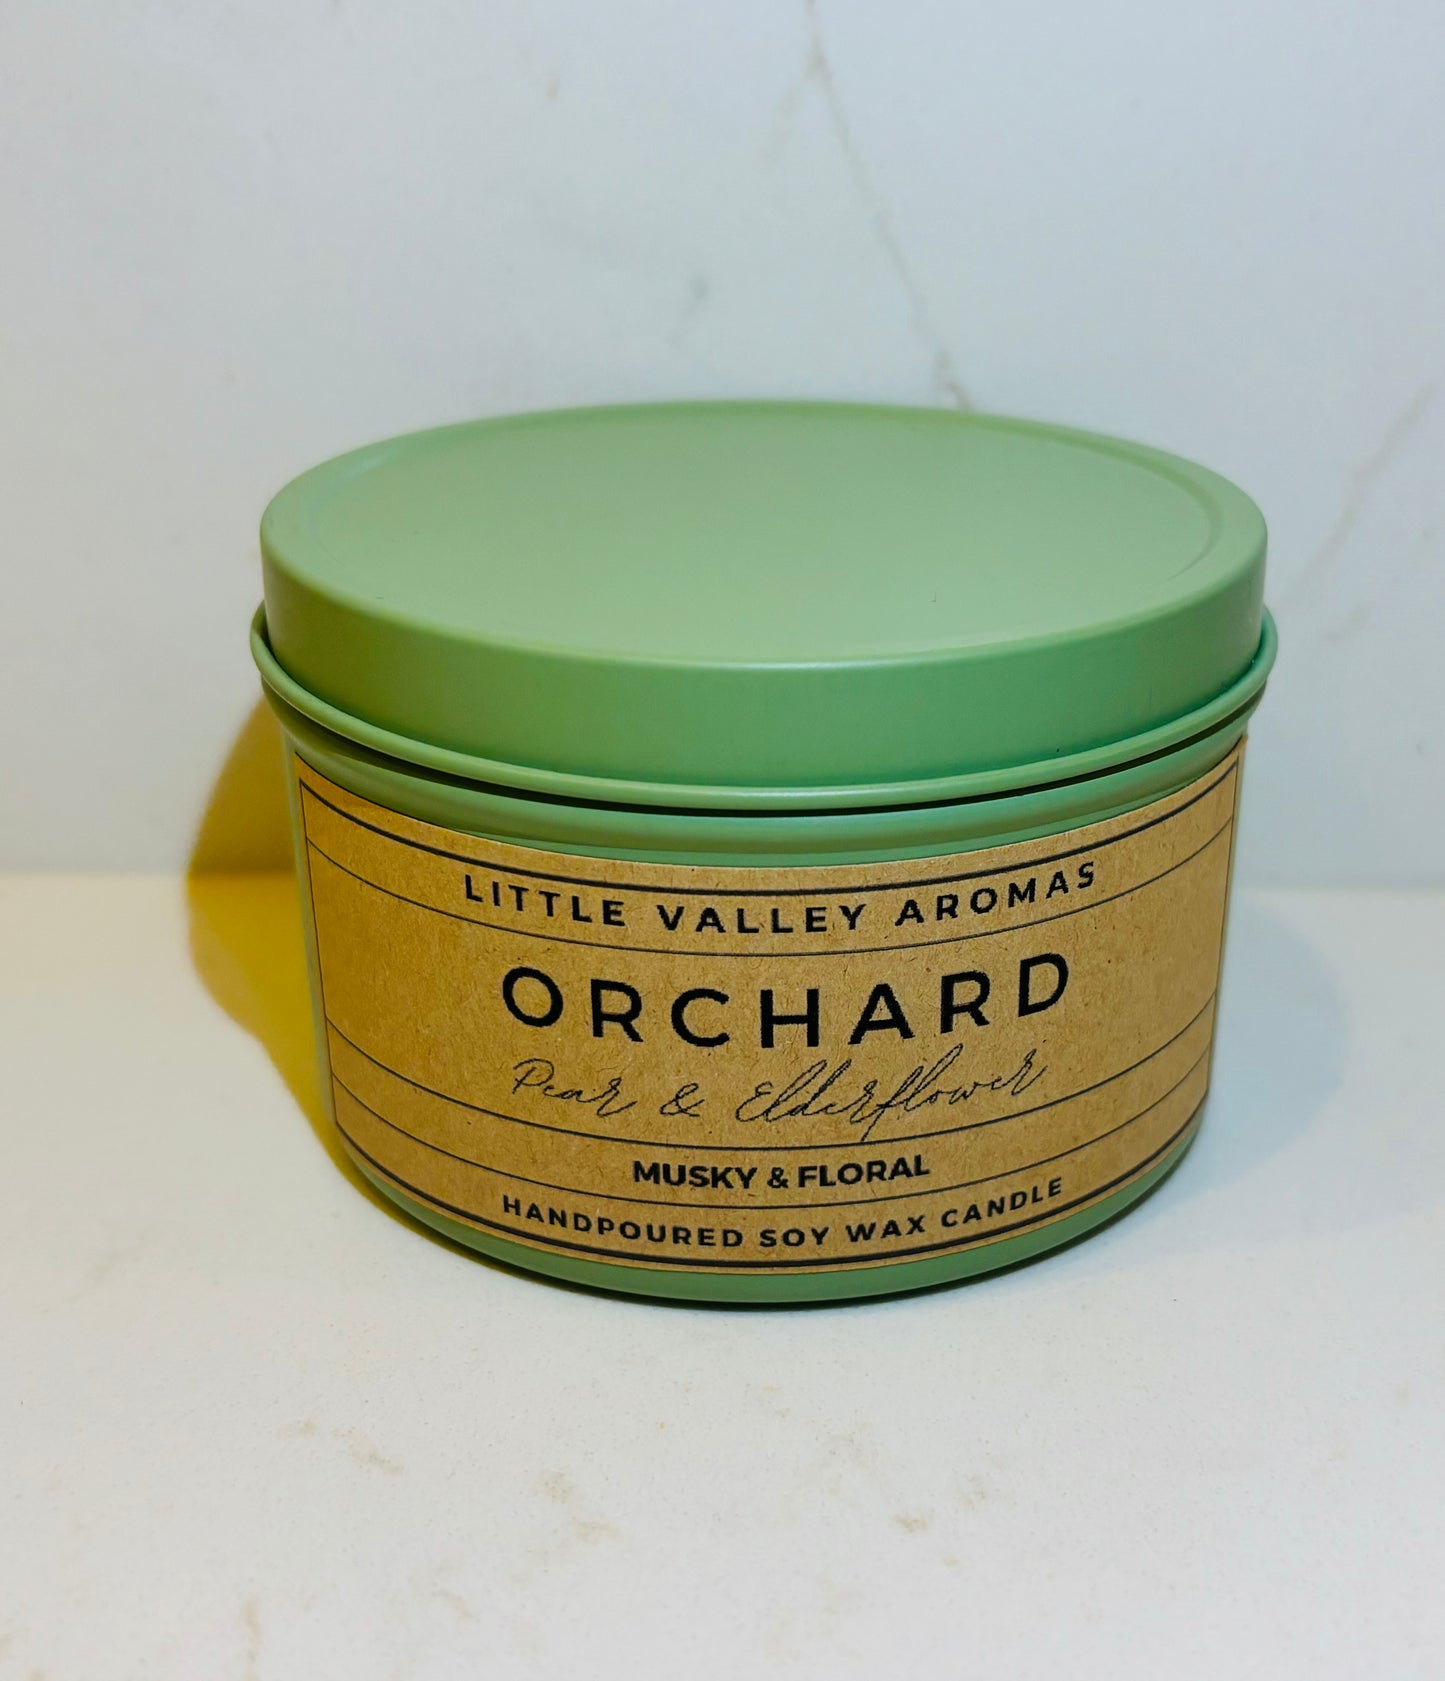 LITTLE VALLEY AROMAS
ORCHARD
Pear & Elderflower
MUSKY & FLORAL
HANDPOURED SOY WAX CANDLE